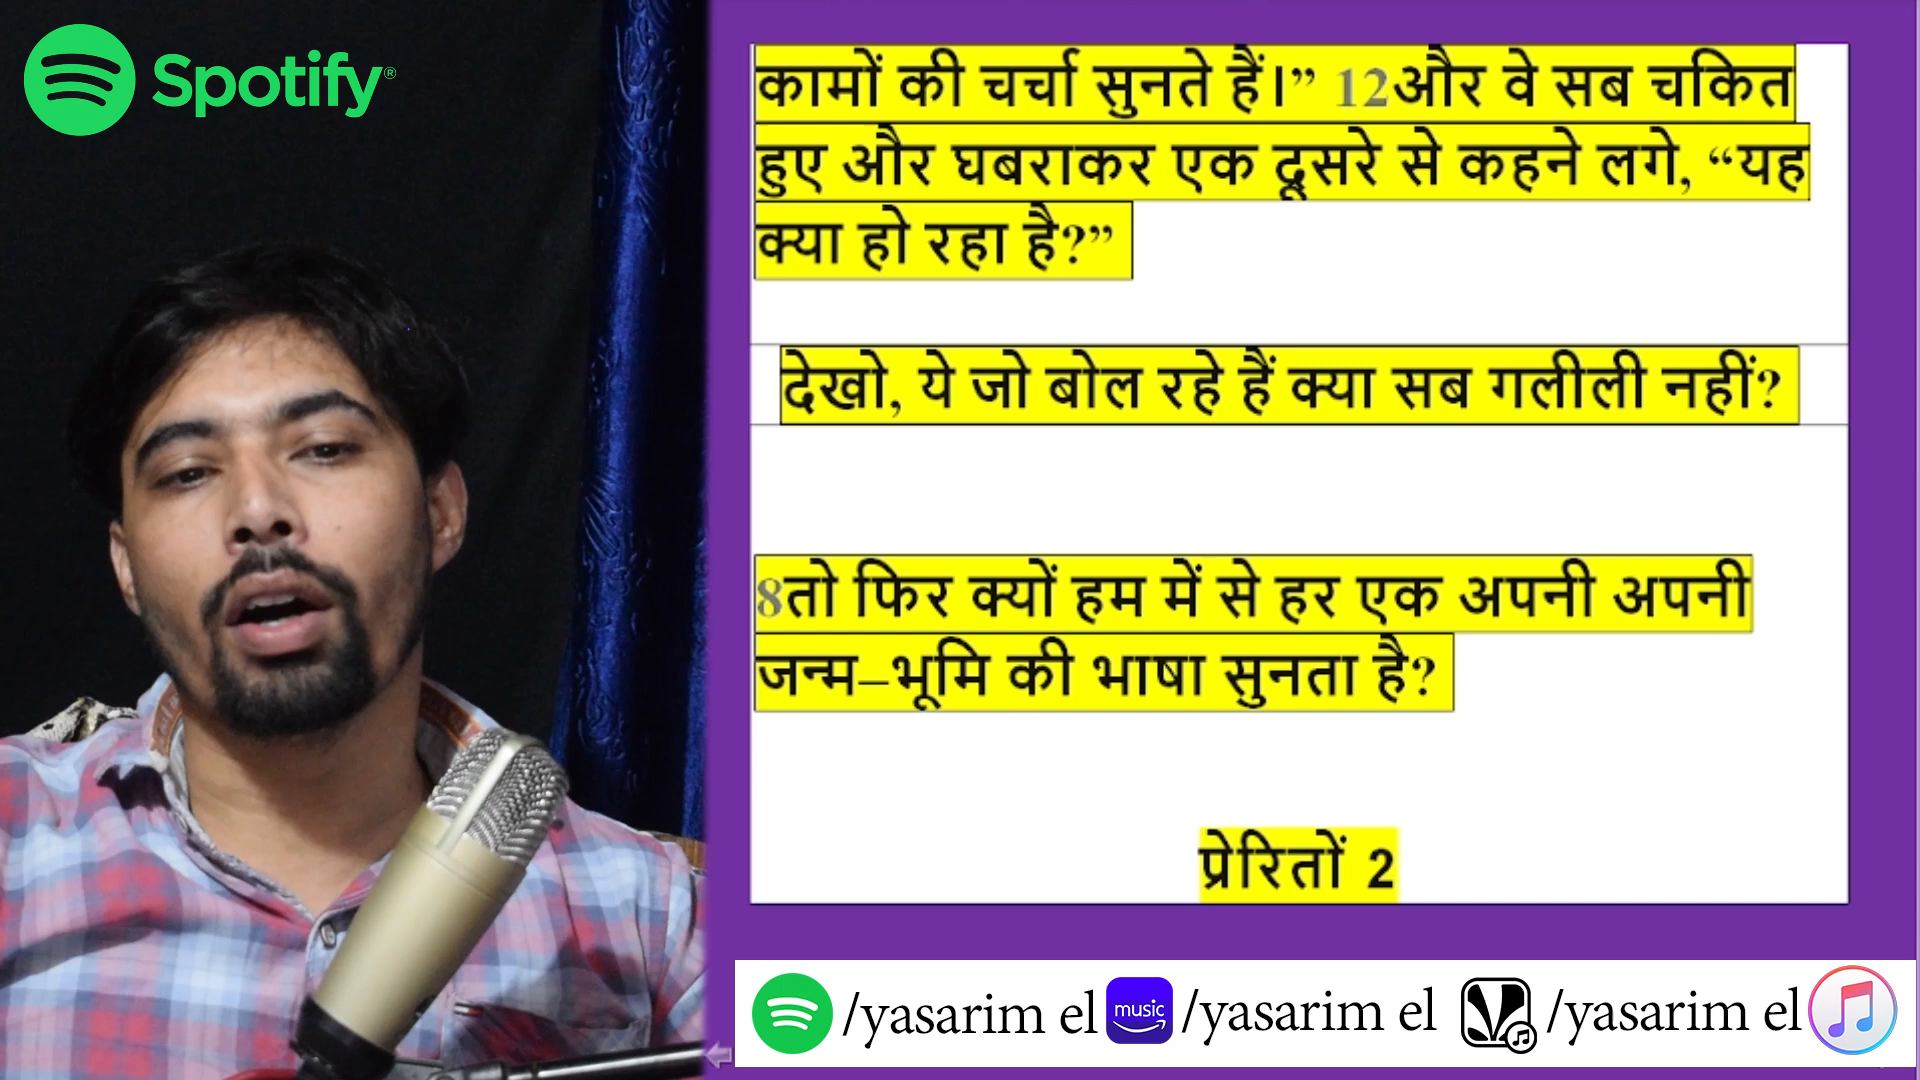 Spotify®
कामों की चर्चा सुनते हैं।” 12और वे सब चकित
हुए और घबराकर एक दूसरे से कहने लगे, “यह
क्या हो रहा है?”
देखो, ये जो बोल रहे हैं क्या सब गलीली नहीं?
8तो फिर क्यों हम में से हर एक अपनी अपनी
जन्म–भूमि की भाषा सुनता है?
प्रेरितों 2
/yasarim el music /yasarim el /yasarim el